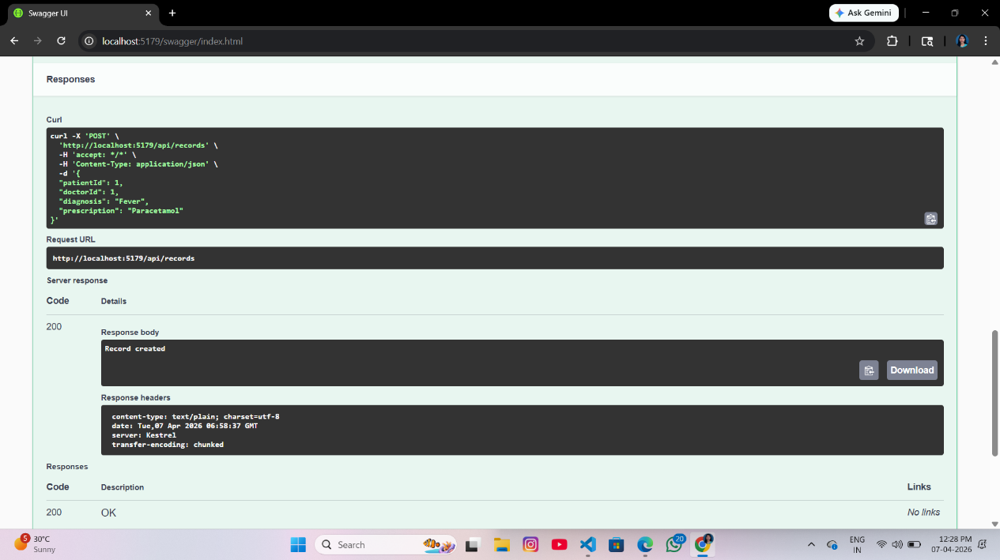 Swagger UI
Ask Gemini
localhost:5179/swagger/index.html
Responses
Curl
curl -X 'POST' \
'http://localhost:5179/api/records' \
-H 'accept: */*' \
-H 'Content-Type: application/json' \
-d '{
"patientId": 1,
"doctorId": 1,
"diagnosis": "Fever",
"prescription": "Paracetamol"
}'
Request URL
http://localhost:5179/api/records
Server response
Code Details
200
Response body
Record created
Download
Response headers
content-type: text/plain; charset=utf-8
date: Tue,07 Apr 2026 06:58:37 GMT
server: Kestrel
transfer-encoding: chunked
Responses
Code Description Links
200 OK No links
5
30°C
Sunny
Search
20
ENG
IN
12:28 PM
07-04-2026